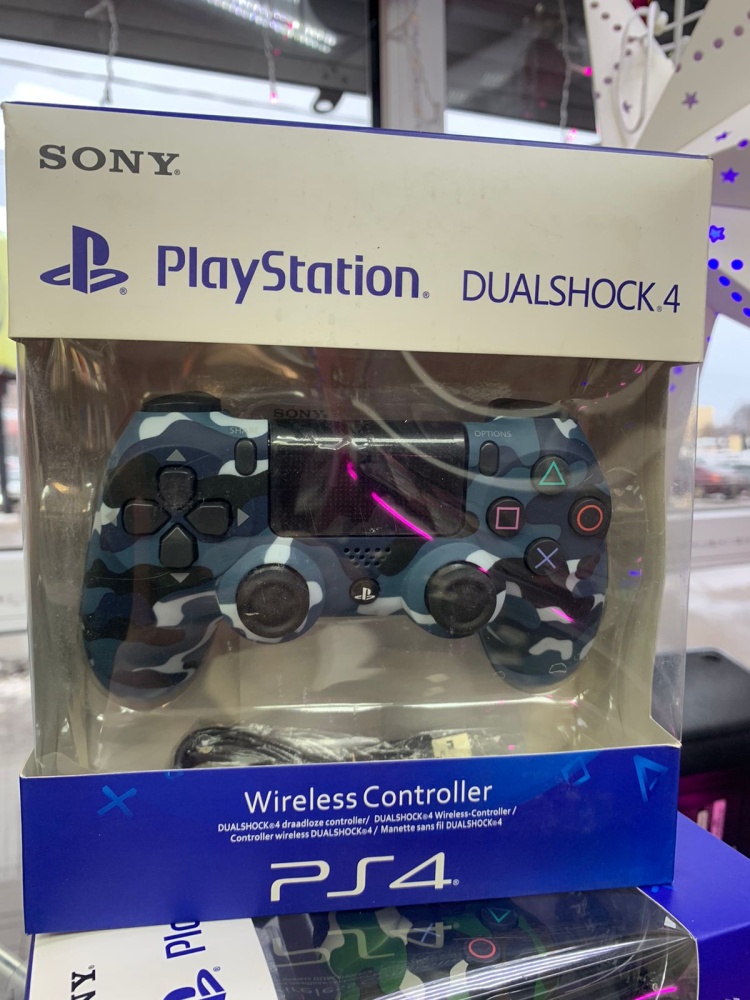 SONY
PlayStation DUALSHOCK 4
SONY
SHARE
OPTIONS
Wireless Controller
DUALSHOCK®4 draadloze controller/ DUALSHOCK®4 Wireless-Controller/
Controller wireless DUALSHOCK®4/ Manette sans fil DUALSHOCK®4
PS4